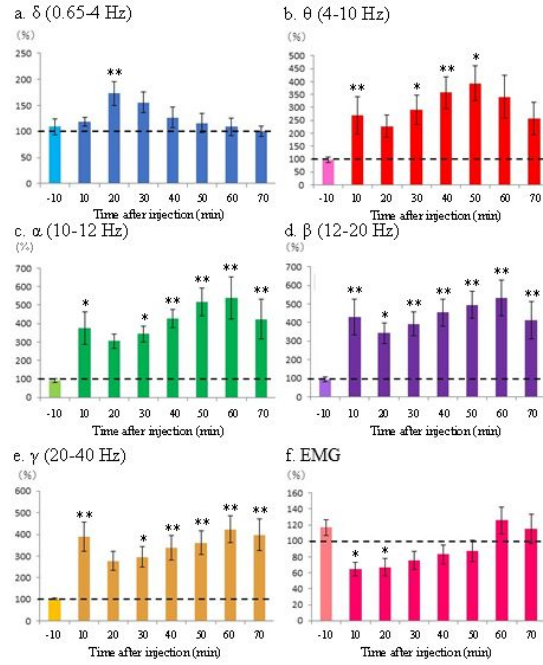 a. δ (0.65-4 Hz)
(%)
250
200
150
100
50
0
**
-10 10 20 30 40 50 60 70
Time after injection (min)
b. θ (4-10 Hz)
(%)
500
450
400
350
300
250
200
150
100
50
0
** * ** *
-10 10 20 30 40 50 60 70
Time after injection (min)
c. α (10-12 Hz)
(%)
700
600
500
400
300
200
100
0
* * ** ** ** **
-10 10 20 30 40 50 60 70
Time after injection (min)
d. β (12-20 Hz)
(%)
700
600
500
400
300
200
100
0
** * ** ** ** ** **
-10 10 20 30 40 50 60 70
Time after injection (min)
e. γ (20-40 Hz)
(%)
600
500
400
300
200
100
0
** * ** ** ** **
-10 10 20 30 40 50 60 70
Time after injection (min)
f. EMG
(%)
160
140
120
100
80
60
40
20
0
* *
-10 10 20 30 40 50 60 70
Time after injection (min)